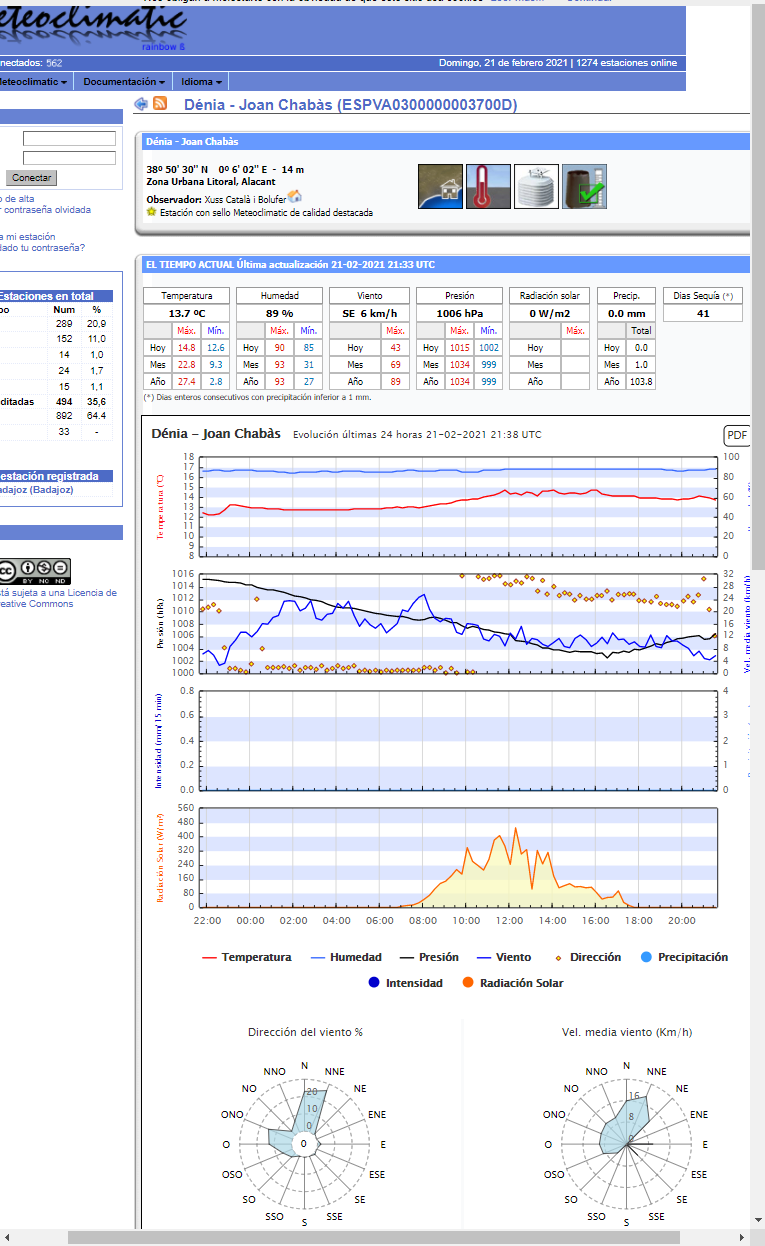 eteoclimatic
rainbow &
nectados: 562
Domingo, 21 de febrero 2021 | 1274 estaciones online
Meteoclimatic
Documentación
Idioma
Dénia - Joan Chabàs (ESPVA0300000003700D)
Conectar
o de alta
r contraseña olvidada
a mi estación
dado tu contraseña?
Estaciones en total
po Num %
289 20,9
152 11,0
14 1,0
24 1,7
15 1,1
ditadas 494 35,6
892 64.4
33 -
estación registrada
adajoz (Badajoz)
CC
BY NC ND
stá sujeta a una Licencia de
reative Commons
Dénia - Joan Chabàs
38º 50' 30'' N 0º 6' 02'' E - 14 m
Zona Urbana Litoral, Alacant
Observador: Xuss Català i Bolufer
Estación con sello Meteoclimatic de calidad destacada
EL TIEMPO ACTUAL Última actualización 21-02-2021 21:33 UTC
Temperatura Humedad Viento Presión Radiación solar Precip. Dias Sequía (*)
13.7 ºC 89 % SE 6 km/h 1006 hPa 0 W/m2 0.0 mm 41
Máx. Mín. Máx. Mín. Máx. Máx. Mín. Máx. Total
Hoy 14.8 12.6 Hoy 90 85 Hoy 43 Hoy 1015 1002 Hoy Hoy 0.0
Mes 22.8 9.3 Mes 93 31 Mes 69 Mes 1034 999 Mes Mes 1.0
Año 27.4 2.8 Año 93 27 Año 89 Año 1034 999 Año Año 103.8
(*) Dias enteros consecutivos con precipitación inferior a 1 mm.
Dénia – Joan Chabàs Evolución últimas 24 horas 21-02-2021 21:38 UTC
PDF
Temperatura (°C)
18
17
16
15
14
13
12
11
10
9
8
100
80
60
40
20
0
Presión (hPa)
1016
1014
1012
1010
1008
1006
1004
1002
1000
32
28
24
20
16
12
8
4
0
Vel. media viento (km/h)
Intensidad (mm/15 min)
0.8
0.6
0.4
0.2
0.0
4
3
2
1
0
Radiación Solar (W/m²)
560
480
400
320
240
160
80
0
22:00 00:00 02:00 04:00 06:00 08:00 10:00 12:00 14:00 16:00 18:00 20:00
Temperatura Humedad Presión Viento Dirección Precipitación
Intensidad Radiación Solar
Dirección del viento %
N
NNO NNE
NO NE
ONO ENE
O E
OSO ESE
SO SE
SSO SSE
S
20
10
0
0
Vel. media viento (Km/h)
N
NNO NNE
NO NE
ONO ENE
O E
OSO ESE
SO SE
SSO SSE
S
16
8
0